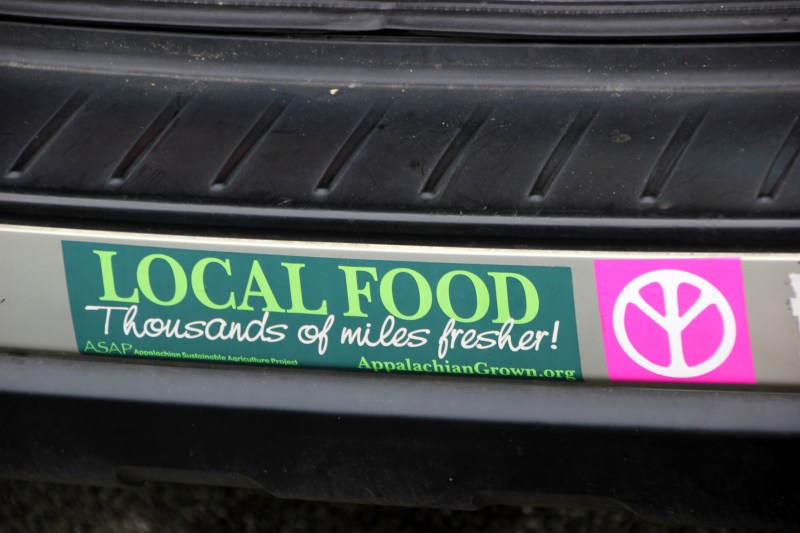 LOCAL FOOD
Thousands of miles fresher!
ASAP Appalachian Sustainable Agriculture Project
AppalachianGrown.org